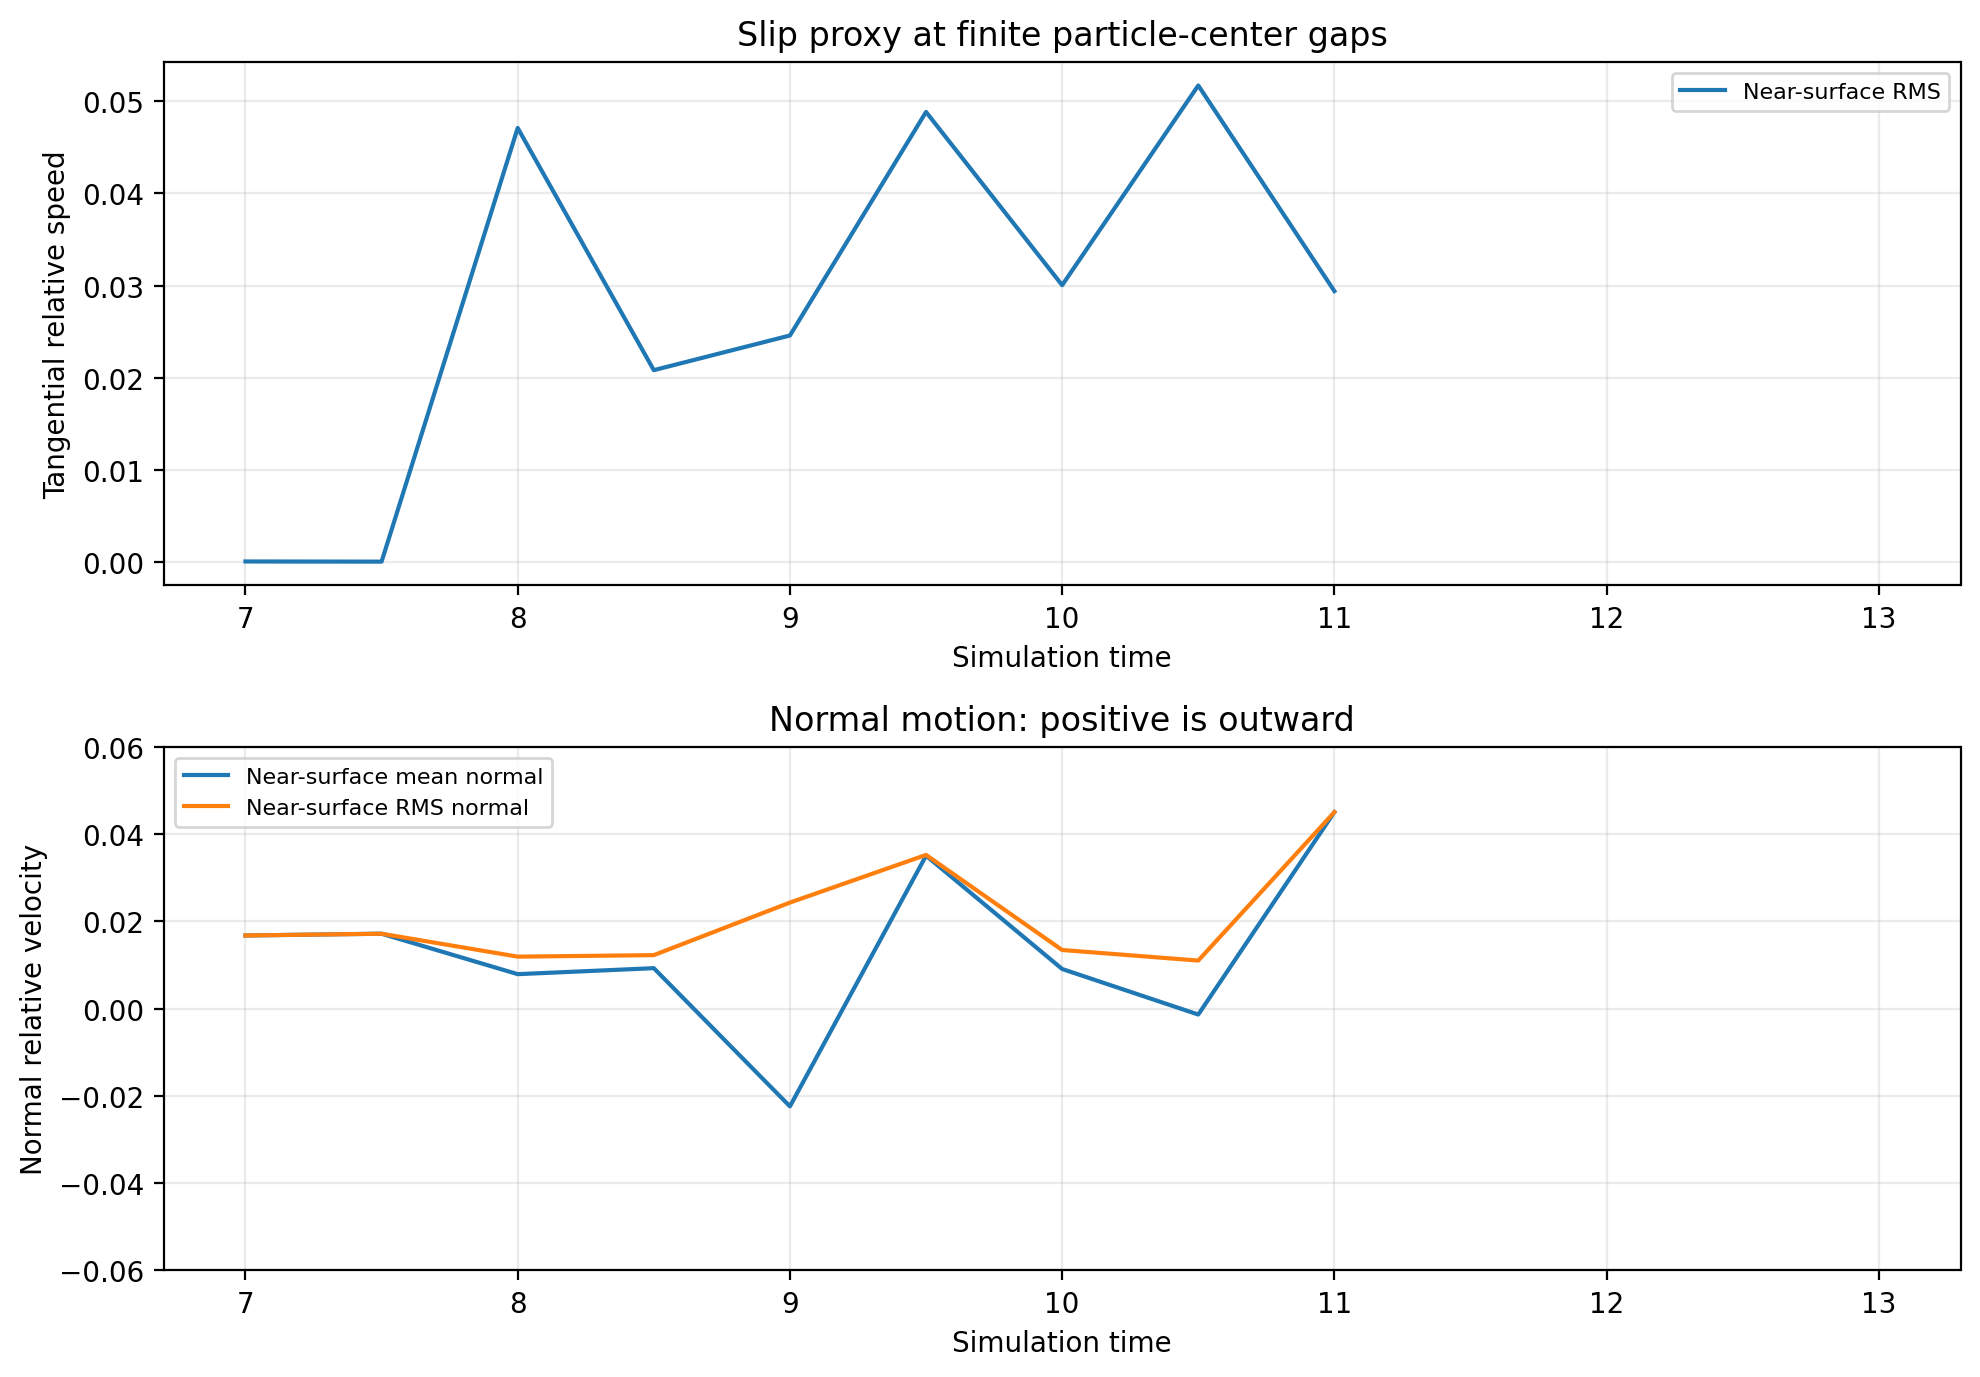 Slip proxy at finite particle-center gaps
Near-surface RMS
Tangential relative speed
0.05
0.04
0.03
0.02
0.01
0.00
7 8 9 10 11 12 13
Simulation time
Normal motion: positive is outward
Near-surface mean normal
Near-surface RMS normal
Normal relative velocity
0.06
0.04
0.02
0.00
−0.02
−0.04
−0.06
7 8 9 10 11 12 13
Simulation time